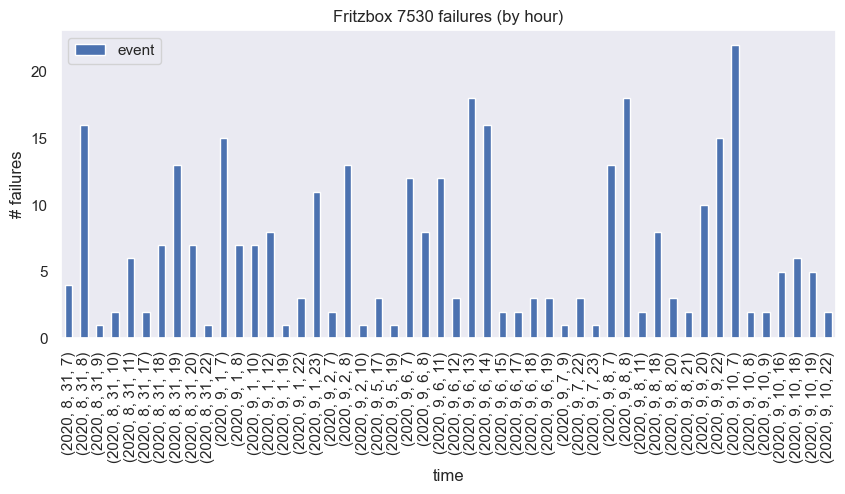 Fritzbox 7530 failures (by hour)
event
# failures
20
15
10
5
0
(2020, 8, 31, 7)
(2020, 8, 31, 8)
(2020, 8, 31, 9)
(2020, 8, 31, 10)
(2020, 8, 31, 11)
(2020, 8, 31, 17)
(2020, 8, 31, 18)
(2020, 8, 31, 19)
(2020, 8, 31, 20)
(2020, 8, 31, 22)
(2020, 9, 1, 7)
(2020, 9, 1, 8)
(2020, 9, 1, 10)
(2020, 9, 1, 12)
(2020, 9, 1, 19)
(2020, 9, 1, 22)
(2020, 9, 1, 23)
(2020, 9, 2, 7)
(2020, 9, 2, 8)
(2020, 9, 2, 10)
(2020, 9, 5, 17)
(2020, 9, 5, 19)
(2020, 9, 6, 7)
(2020, 9, 6, 8)
(2020, 9, 6, 11)
(2020, 9, 6, 12)
(2020, 9, 6, 13)
(2020, 9, 6, 14)
(2020, 9, 6, 15)
(2020, 9, 6, 17)
(2020, 9, 6, 18)
(2020, 9, 6, 19)
(2020, 9, 7, 9)
(2020, 9, 7, 22)
(2020, 9, 7, 23)
(2020, 9, 8, 7)
(2020, 9, 8, 8)
(2020, 9, 8, 11)
(2020, 9, 8, 18)
(2020, 9, 8, 20)
(2020, 9, 8, 21)
(2020, 9, 9, 20)
(2020, 9, 9, 22)
(2020, 9, 10, 7)
(2020, 9, 10, 8)
(2020, 9, 10, 9)
(2020, 9, 10, 16)
(2020, 9, 10, 18)
(2020, 9, 10, 19)
(2020, 9, 10, 22)
time